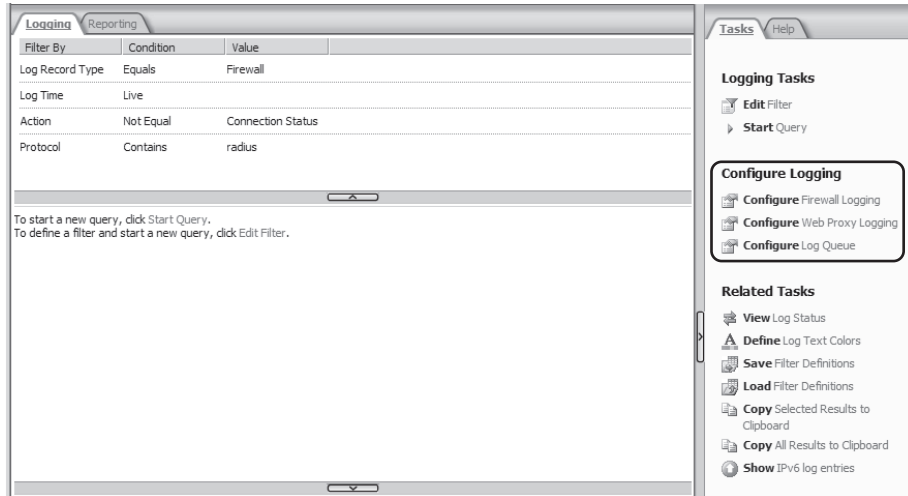 Logging Reporting
Filter By Condition Value
Log Record Type Equals Firewall
Log Time Live
Action Not Equal Connection Status
Protocol Contains radius
To start a new query, click Start Query.
To define a filter and start a new query, click Edit Filter.
Tasks Help
Logging Tasks
Edit Filter
Start Query
Configure Logging
Configure Firewall Logging
Configure Web Proxy Logging
Configure Log Queue
Related Tasks
View Log Status
Define Log Text Colors
Save Filter Definitions
Load Filter Definitions
Copy Selected Results to
Clipboard
Copy All Results to Clipboard
Show IPv6 log entries